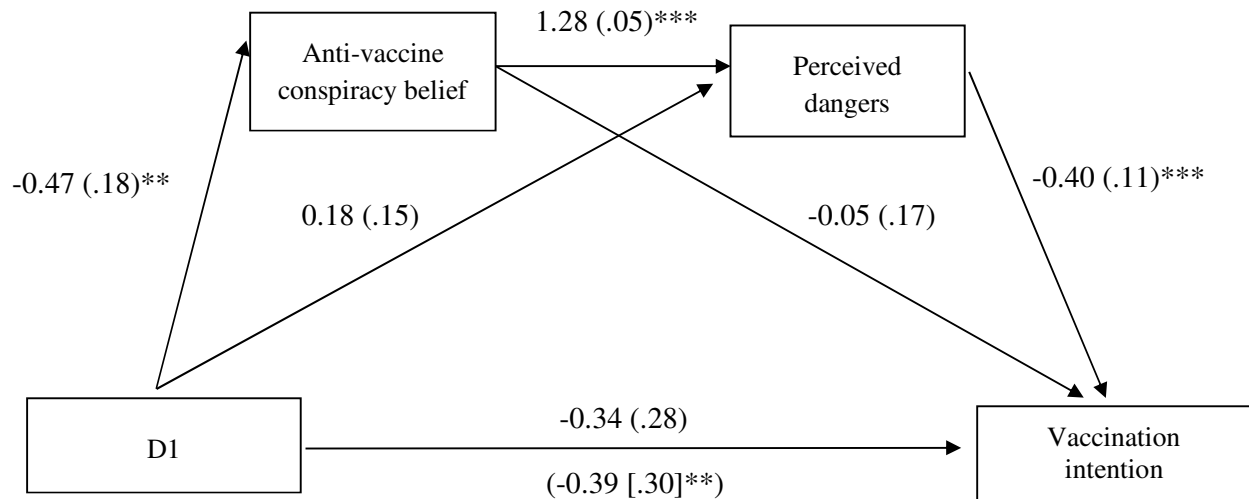 1.28 (.05)***
Anti-vaccine
conspiracy belief
Perceived
dangers
-0.47 (.18)**
0.18 (.15)
-0.05 (.17)
-0.40 (.11)***
D1
-0.34 (.28)
(-0.39 [.30]**)
Vaccination
intention